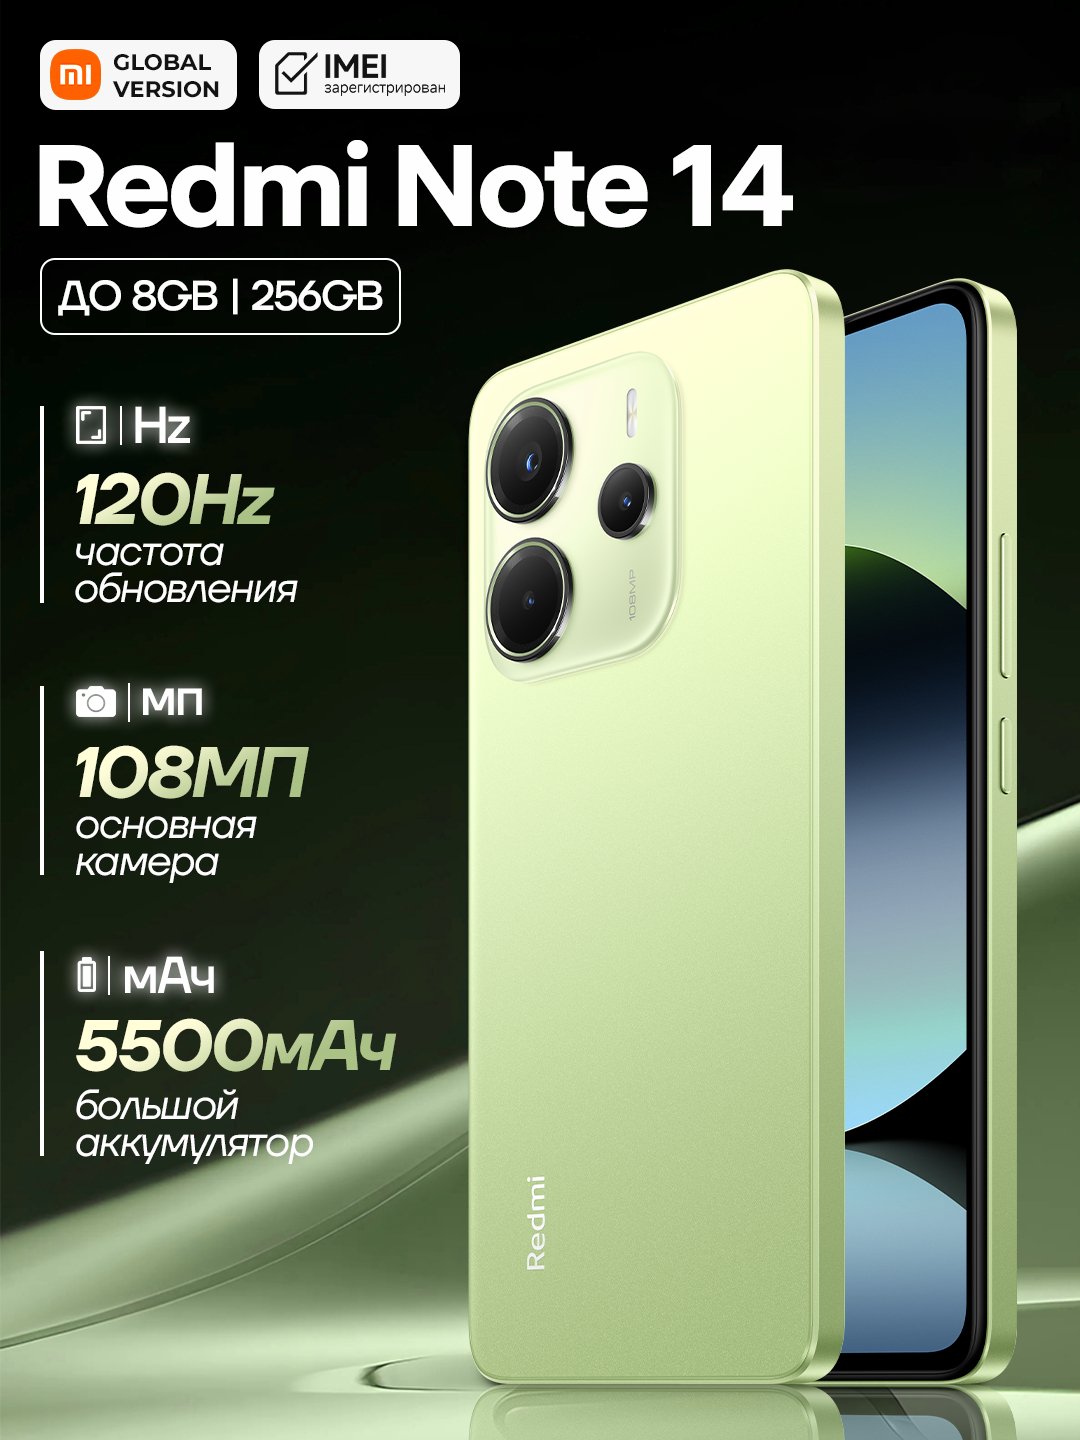 GLOBAL
VERSION
IMEI
зарегистрирован
Redmi Note 14
ДО 8GB | 256GB
Hz
120Hz
частота
обновления
МП
108МП
основная
камера
мАч
5500мАч
большой
аккумулятор
108MP
Redmi